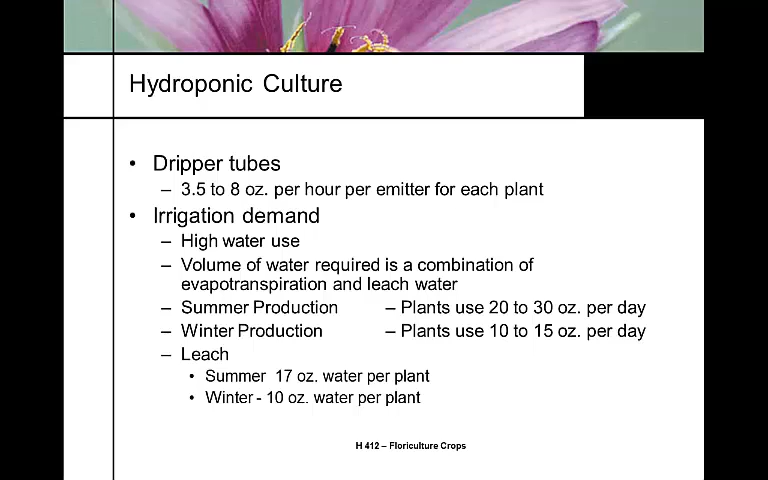 Hydroponic Culture
• Dripper tubes
– 3.5 to 8 oz. per hour per emitter for each plant
• Irrigation demand
– High water use
– Volume of water required is a combination of
evapotranspiration and leach water
– Summer Production – Plants use 20 to 30 oz. per day
– Winter Production – Plants use 10 to 15 oz. per day
– Leach
• Summer 17 oz. water per plant
• Winter - 10 oz. water per plant
H 412 – Floriculture Crops